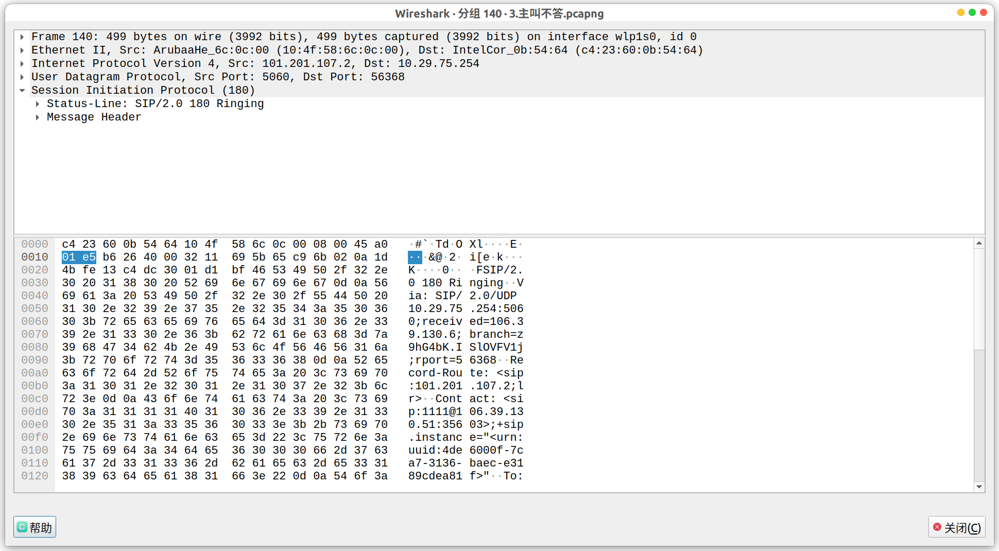 Wireshark · 分组 140 · 3.主叫不答.pcapng
Frame 140: 499 bytes on wire (3992 bits), 499 bytes captured (3992 bits) on interface wlp1s0, id 0
Ethernet II, Src: ArubaaHe_6c:0c:00 (10:4f:58:6c:0c:00), Dst: IntelCor_0b:54:64 (c4:23:60:0b:54:64)
Internet Protocol Version 4, Src: 101.201.107.2, Dst: 10.29.75.254
User Datagram Protocol, Src Port: 5060, Dst Port: 56368
Session Initiation Protocol (180)
Status-Line: SIP/2.0 180 Ringing
Message Header
0000 c4 23 60 0b 54 64 10 4f 58 6c 0c 00 08 00 45 a0 ·#`·Td·O Xl····E·
0010 01 e5 b6 26 40 00 32 11 69 5b 65 c9 6b 02 0a 1d ···&@·2· i[e·k···
0020 4b fe 13 c4 dc 30 01 d1 bf 46 53 49 50 2f 32 2e K····0·· ·FSIP/2.
0030 30 20 31 38 30 20 52 69 6e 67 69 6e 67 0d 0a 56 0 180 Ri nging··V
0040 69 61 3a 20 53 49 50 2f 32 2e 30 2f 55 44 50 20 ia: SIP/ 2.0/UDP
0050 31 30 2e 32 39 2e 37 35 2e 32 35 34 3a 35 30 36 10.29.75 .254:506
0060 30 3b 72 65 63 65 69 76 65 64 3d 31 30 36 2e 33 0;receiv ed=106.3
0070 39 2e 31 33 30 2e 36 3b 62 72 61 6e 63 68 3d 7a 9.130.6; branch=z
0080 39 68 47 34 62 4b 2e 49 53 6c 4f 56 46 56 31 6a 9hG4bK.I SlOVFV1j
0090 3b 72 70 6f 72 74 3d 35 36 33 36 38 0d 0a 52 65 ;rport=5 6368··Re
00a0 63 6f 72 64 2d 52 6f 75 74 65 3a 20 3c 73 69 70 cord-Rou te: <sip
00b0 3a 31 30 31 2e 32 30 31 2e 31 30 37 2e 32 3b 6c :101.201 .107.2;l
00c0 72 3e 0d 0a 43 6f 6e 74 61 63 74 3a 20 3c 73 69 r>··Cont act: <si
00d0 70 3a 31 31 31 31 40 31 30 36 2e 33 39 2e 31 33 p:1111@1 06.39.13
00e0 30 2e 35 31 3a 33 35 36 30 33 3e 3b 2b 73 69 70 0.51:356 03>;+sip
00f0 2e 69 6e 73 74 61 6e 63 65 3d 22 3c 75 72 6e 3a .instanc e="<urn:
0100 75 75 69 64 3a 34 64 65 36 30 30 30 66 2d 37 63 uuid:4de 6000f-7c
0110 61 37 2d 33 31 33 36 2d 62 61 65 63 2d 65 33 31 a7-3136- baec-e31
0120 38 39 63 64 65 61 38 31 66 3e 22 0d 0a 54 6f 3a 89cdea81 f>"··To:
帮助
关闭(C)